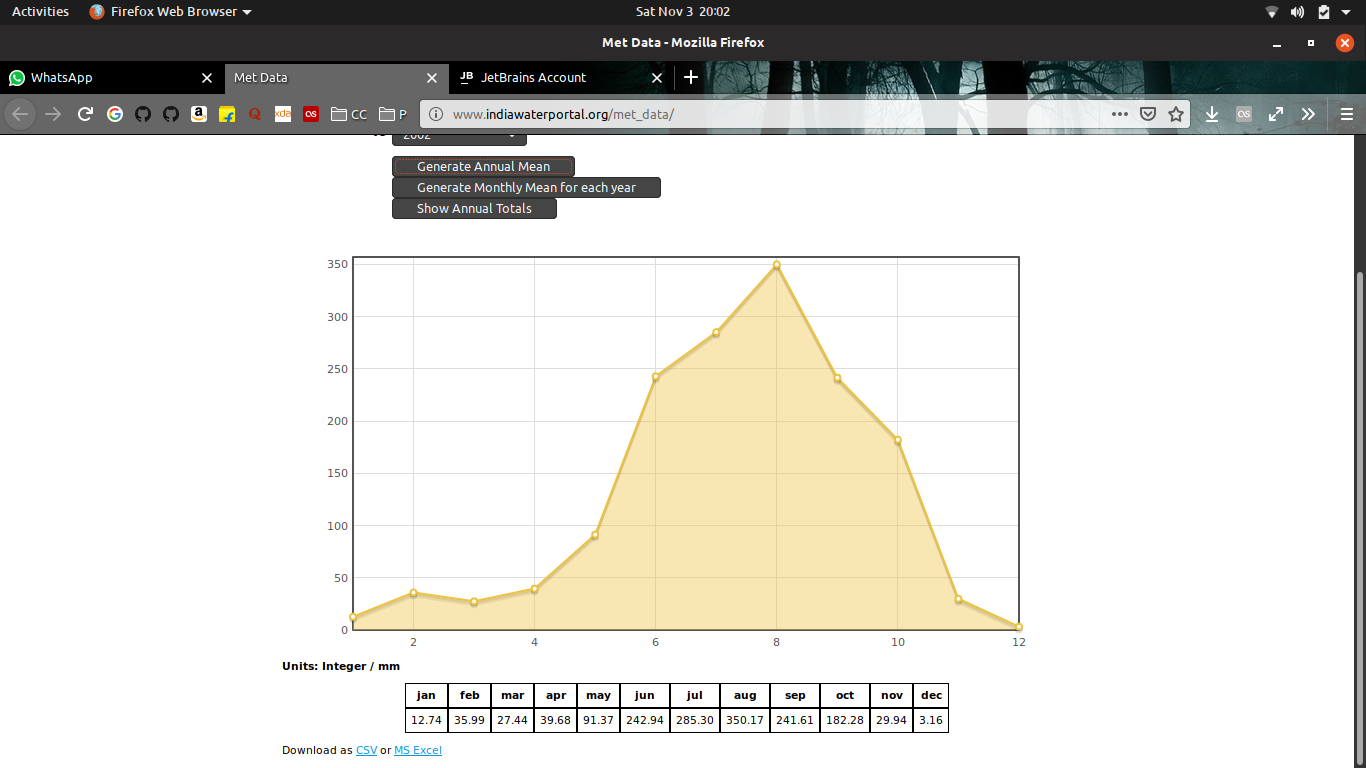 Activities Firefox Web Browser Sat Nov 3 20:02
Met Data - Mozilla Firefox
WhatsApp Met Data JB JetBrains Account
G a Q xda os CC P www.indiawaterportal.org/met_data/ os
2002
Generate Annual Mean
Generate Monthly Mean for each year
Show Annual Totals
350
300
250
200
150
100
50
0
2 4 6 8 10 12
Units: Integer / mm
jan feb mar apr may jun jul aug sep oct nov dec
12.74 35.99 27.44 39.68 91.37 242.94 285.30 350.17 241.61 182.28 29.94 3.16
Download as CSV or MS Excel